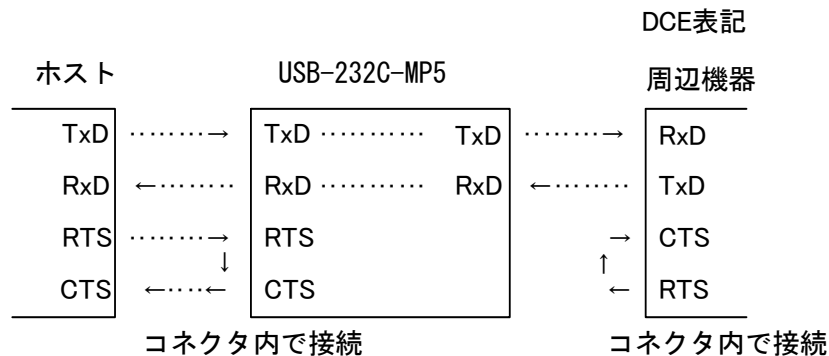 DCE表記
ホスト USB-232C-MP5 周辺機器
TxD ………→ TxD ………… TxD ………→ RxD
RxD ←……… RxD ………… RxD ←……… TxD
RTS ………→ RTS → CTS
↓ ↑
CTS ←‥‥← CTS ← RTS
コネクタ内で接続 コネクタ内で接続